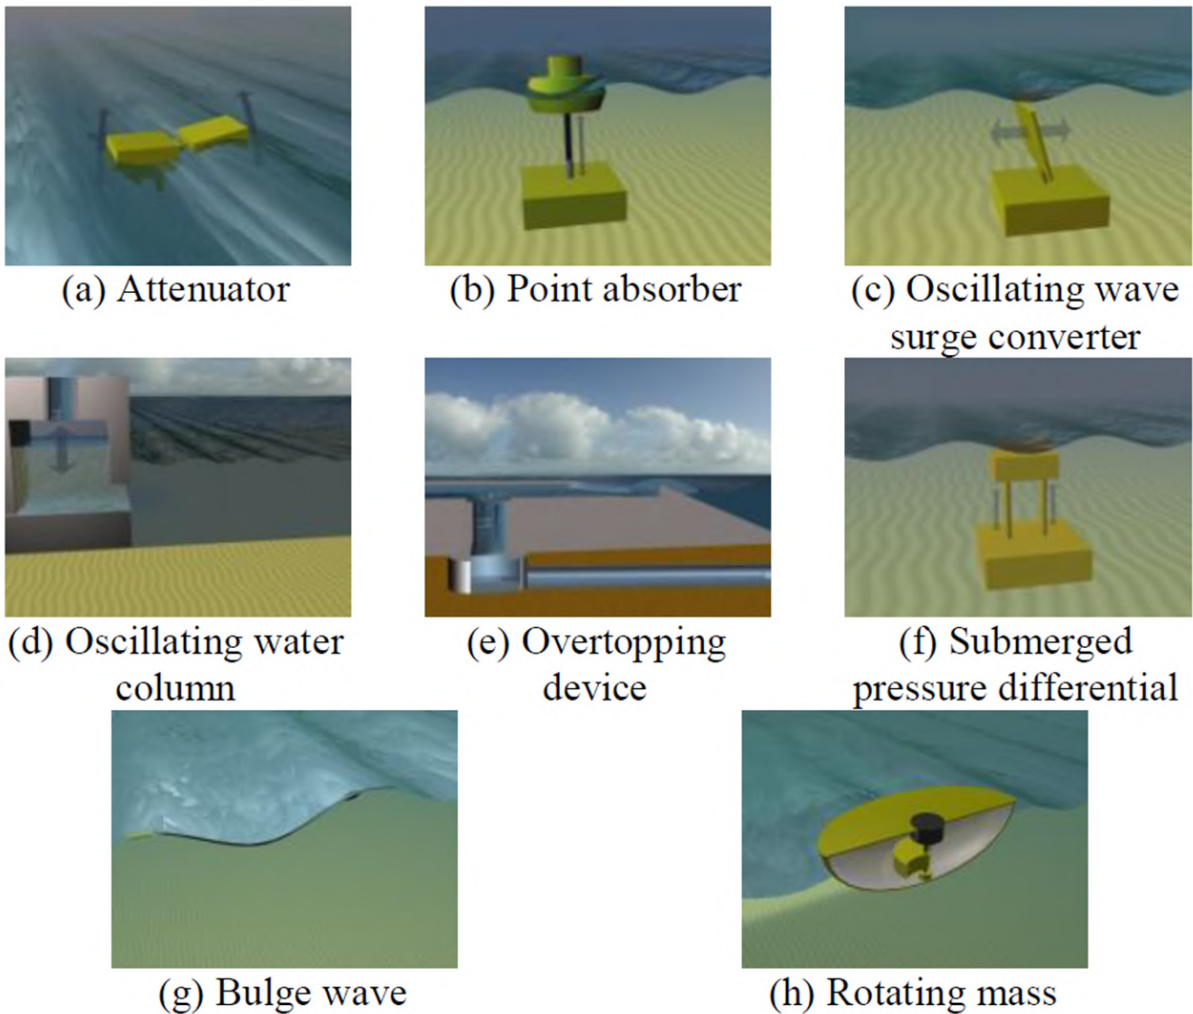 (a) Attenuator
(b) Point absorber
(c) Oscillating wave
surge converter
(d) Oscillating water
column
(e) Overtopping
device
(f) Submerged
pressure differential
(g) Bulge wave
(h) Rotating mass